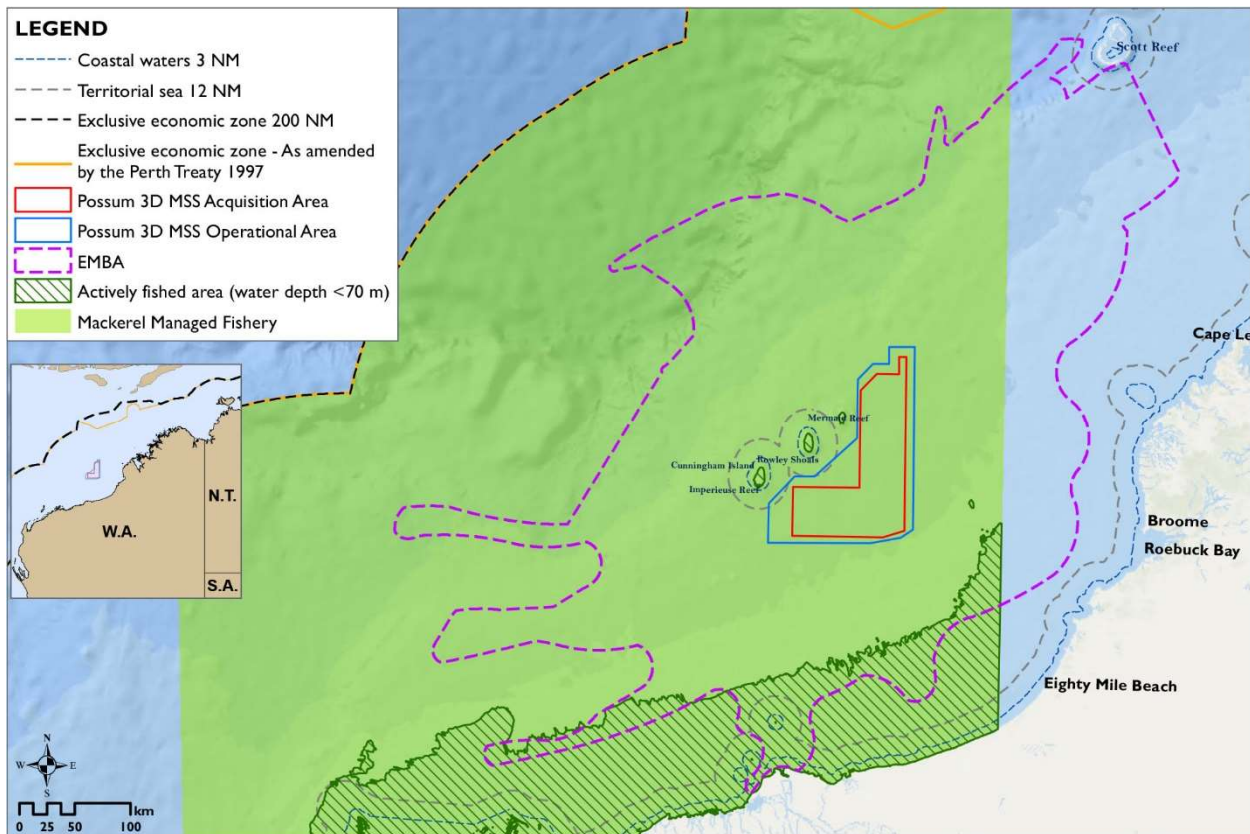 LEGEND
Coastal waters 3 NM
Territorial sea 12 NM
Exclusive economic zone 200 NM
Exclusive economic zone - As amended
by the Perth Treaty 1997
Possum 3D MSS Acquisition Area
Possum 3D MSS Operational Area
EMBA
Actively fished area (water depth <70 m)
Mackerel Managed Fishery
Scott Reef
Cape Le
Mermaid Reef
Rowley Shoals
Cunningham Island
Imperieuse Reef
N.T.
W.A.
S.A.
Broome
Roebuck Bay
Eighty Mile Beach
N
W
E
S
km
0 25 50 100